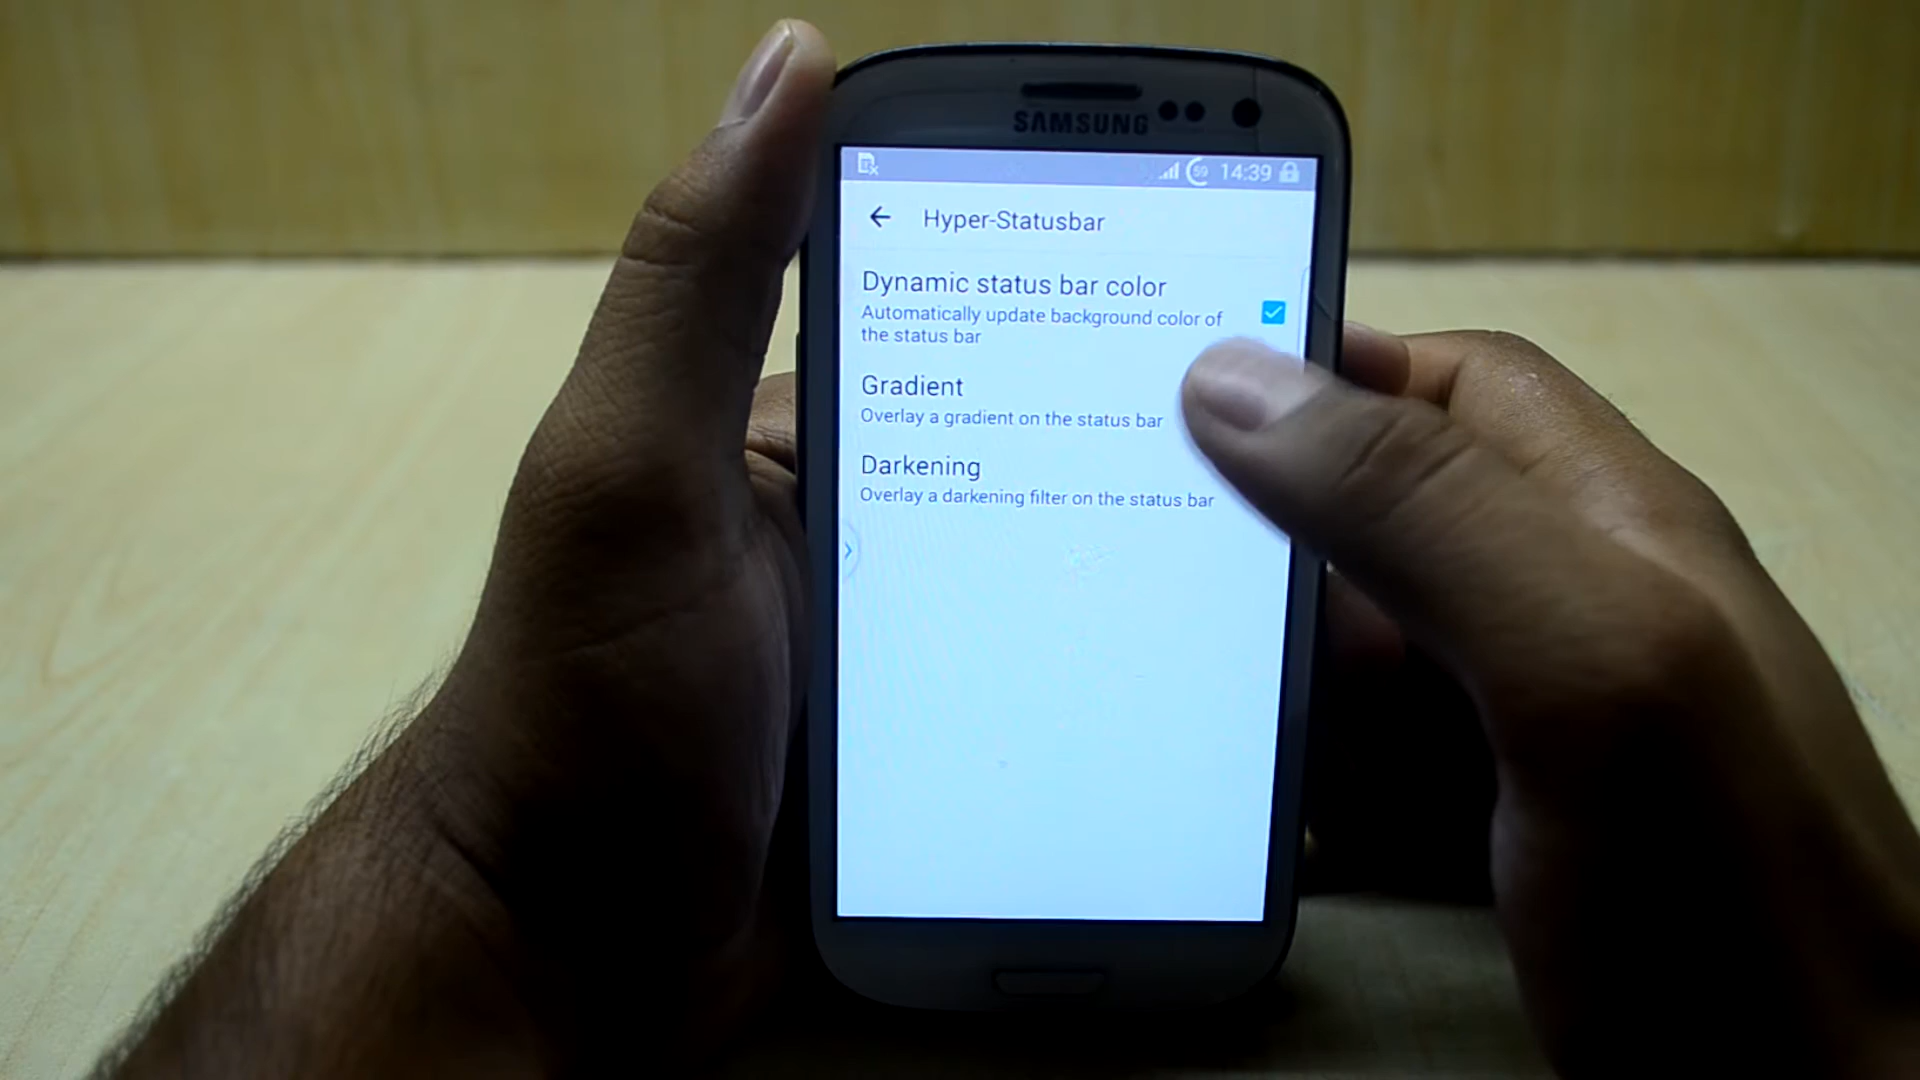 SAMSUNG
59 14:39
Hyper-Statusbar
Dynamic status bar color
Automatically update background color of
the status bar
Gradient
Overlay a gradient on the status bar
Darkening
Overlay a darkening filter on the status bar